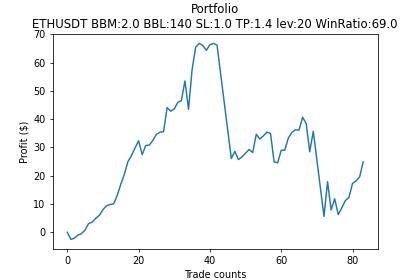 Portfolio
ETHUSDT BBM:2.0 BBL:140 SL:1.0 TP:1.4 lev:20 WinRatio:69.0
70
60
50
40
30
20
10
0
Profit ($)
0 20 40 60 80
Trade counts